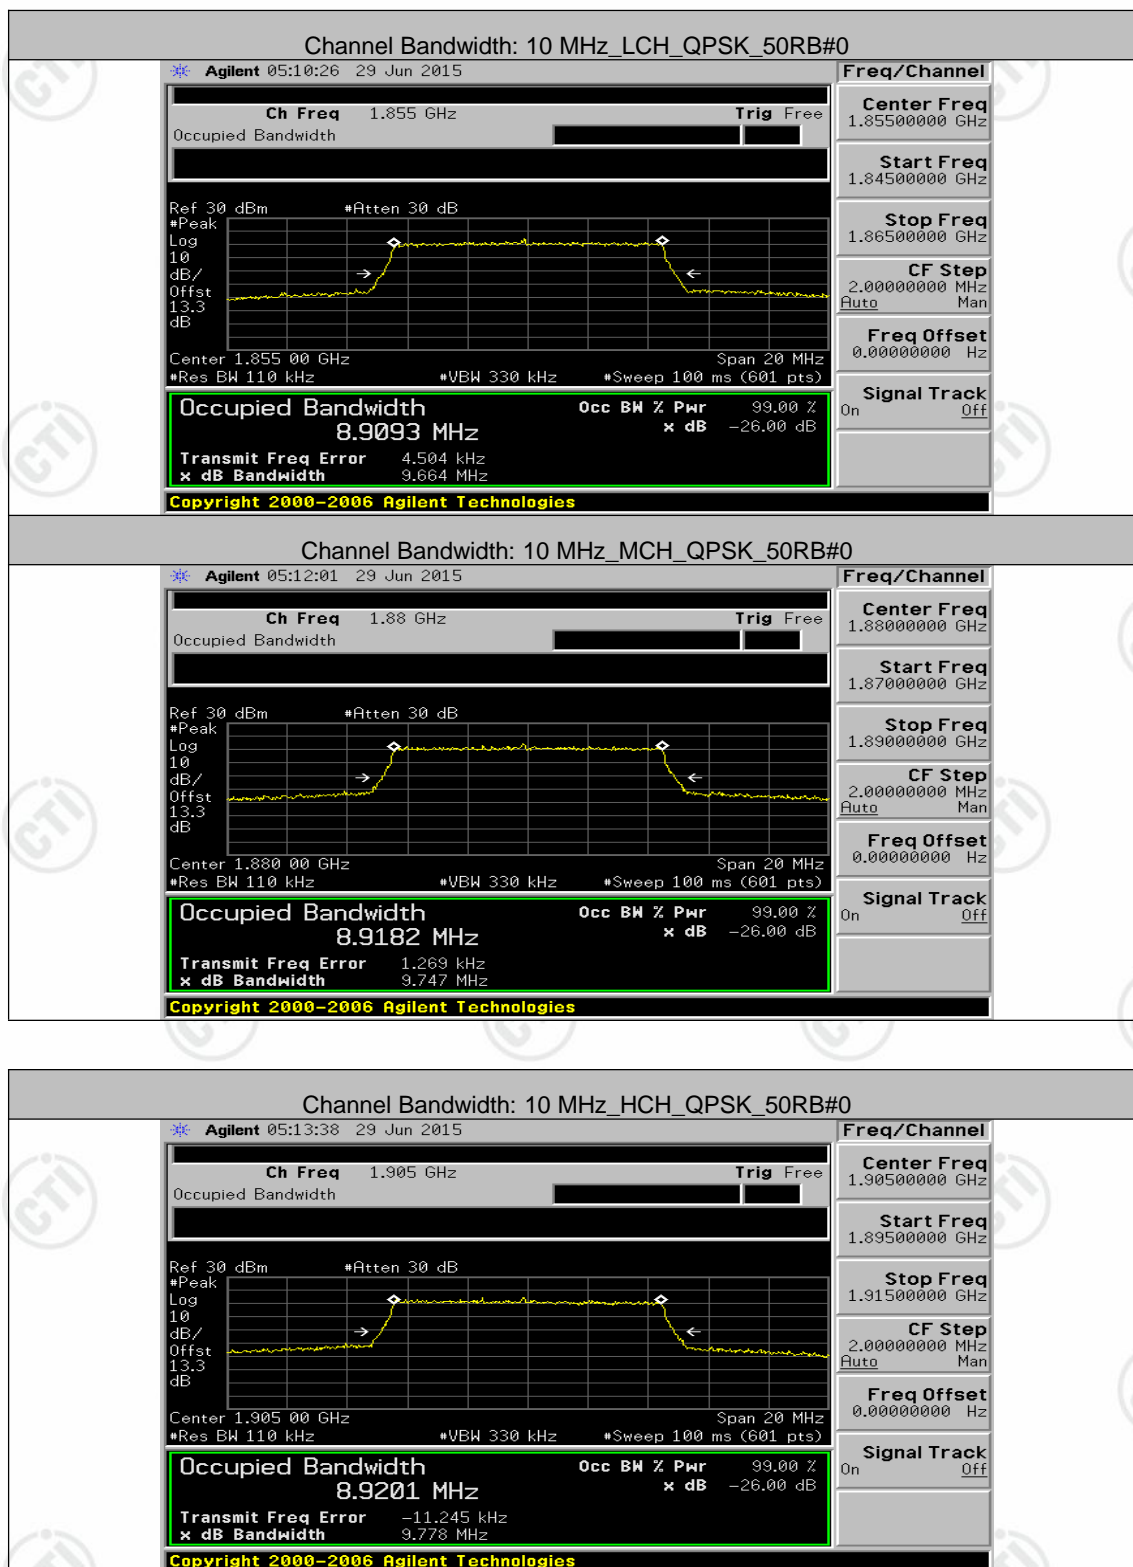 Channel Bandwidth: 10 MHz_LCH_QPSK_50RB#0
Agilent 05:10:26 29 Jun 2015 Freq/Channel
Ch Freq 1.855 GHz Trig Free
Occupied Bandwidth
Center Freq
1.85500000 GHz
Start Freq
1.84500000 GHz
Stop Freq
1.86500000 GHz
CF Step
2.00000000 MHz
Auto Man
Freq Offset
0.00000000 Hz
Signal Track
On Off
Ref 30 dBm #Atten 30 dB
#Peak
Log
10
dB/
Offst
13.3
dB
Center 1.855 00 GHz Span 20 MHz
#Res BW 110 kHz #VBW 330 kHz #Sweep 100 ms (601 pts)
Occupied Bandwidth Occ BW % Pwr 99.00 %
8.9093 MHz x dB -26.00 dB
Transmit Freq Error 4.504 kHz
x dB Bandwidth 9.664 MHz
Copyright 2000-2006 Agilent Technologies
Channel Bandwidth: 10 MHz_MCH_QPSK_50RB#0
Agilent 05:12:01 29 Jun 2015 Freq/Channel
Ch Freq 1.88 GHz Trig Free
Occupied Bandwidth
Center Freq
1.88000000 GHz
Start Freq
1.87000000 GHz
Stop Freq
1.89000000 GHz
CF Step
2.00000000 MHz
Auto Man
Freq Offset
0.00000000 Hz
Signal Track
On Off
Ref 30 dBm #Atten 30 dB
#Peak
Log
10
dB/
Offst
13.3
dB
Center 1.880 00 GHz Span 20 MHz
#Res BW 110 kHz #VBW 330 kHz #Sweep 100 ms (601 pts)
Occupied Bandwidth Occ BW % Pwr 99.00 %
8.9182 MHz x dB -26.00 dB
Transmit Freq Error 1.269 kHz
x dB Bandwidth 9.747 MHz
Copyright 2000-2006 Agilent Technologies
Channel Bandwidth: 10 MHz_HCH_QPSK_50RB#0
Agilent 05:13:38 29 Jun 2015 Freq/Channel
Ch Freq 1.905 GHz Trig Free
Occupied Bandwidth
Center Freq
1.90500000 GHz
Start Freq
1.89500000 GHz
Stop Freq
1.91500000 GHz
CF Step
2.00000000 MHz
Auto Man
Freq Offset
0.00000000 Hz
Signal Track
On Off
Ref 30 dBm #Atten 30 dB
#Peak
Log
10
dB/
Offst
13.3
dB
Center 1.905 00 GHz Span 20 MHz
#Res BW 110 kHz #VBW 330 kHz #Sweep 100 ms (601 pts)
Occupied Bandwidth Occ BW % Pwr 99.00 %
8.9201 MHz x dB -26.00 dB
Transmit Freq Error -11.245 kHz
x dB Bandwidth 9.778 MHz
Copyright 2000-2006 Agilent Technologies
CTI